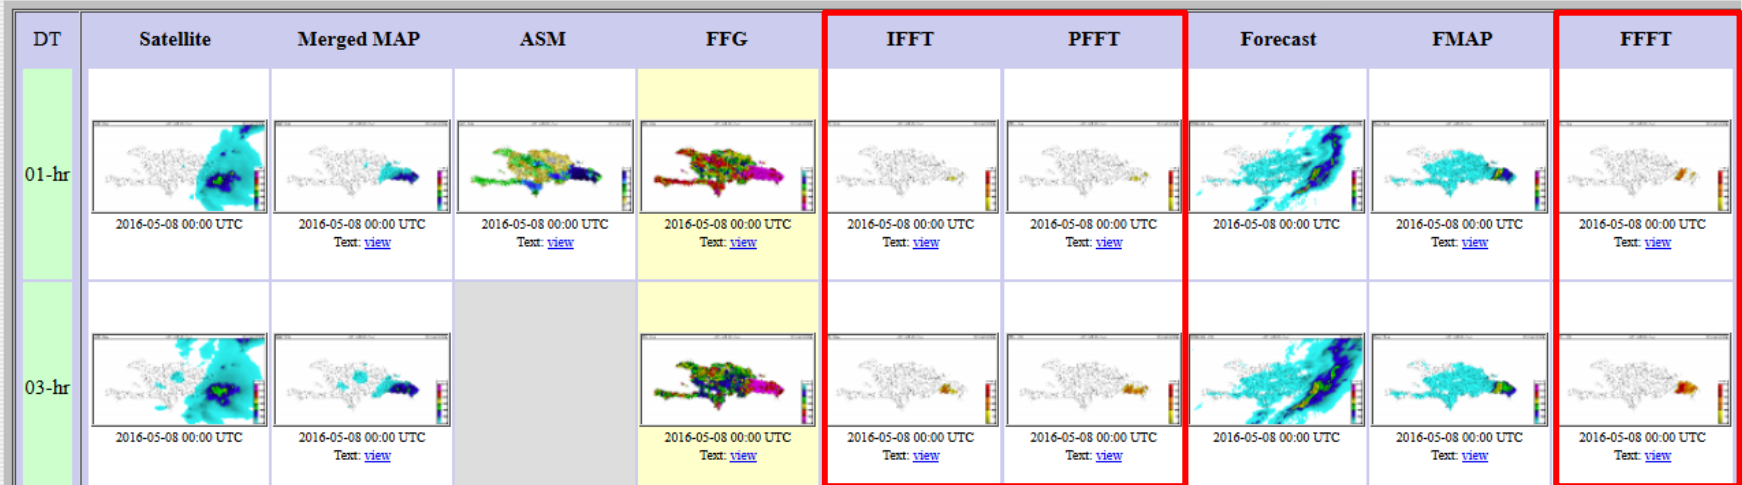 DT Satellite Merged MAP ASM FFG IFFT PFFT Forecast FMAP FFFT
01-hr
2016-05-08 00:00 UTC 2016-05-08 00:00 UTC 2016-05-08 00:00 UTC 2016-05-08 00:00 UTC 2016-05-08 00:00 UTC 2016-05-08 00:00 UTC 2016-05-08 00:00 UTC 2016-05-08 00:00 UTC 2016-05-08 00:00 UTC
Text: view Text: view Text: view Text: view Text: view Text: view Text: view
03-hr
2016-05-08 00:00 UTC 2016-05-08 00:00 UTC 2016-05-08 00:00 UTC 2016-05-08 00:00 UTC 2016-05-08 00:00 UTC 2016-05-08 00:00 UTC 2016-05-08 00:00 UTC 2016-05-08 00:00 UTC
Text: view Text: view Text: view Text: view Text: view Text: view